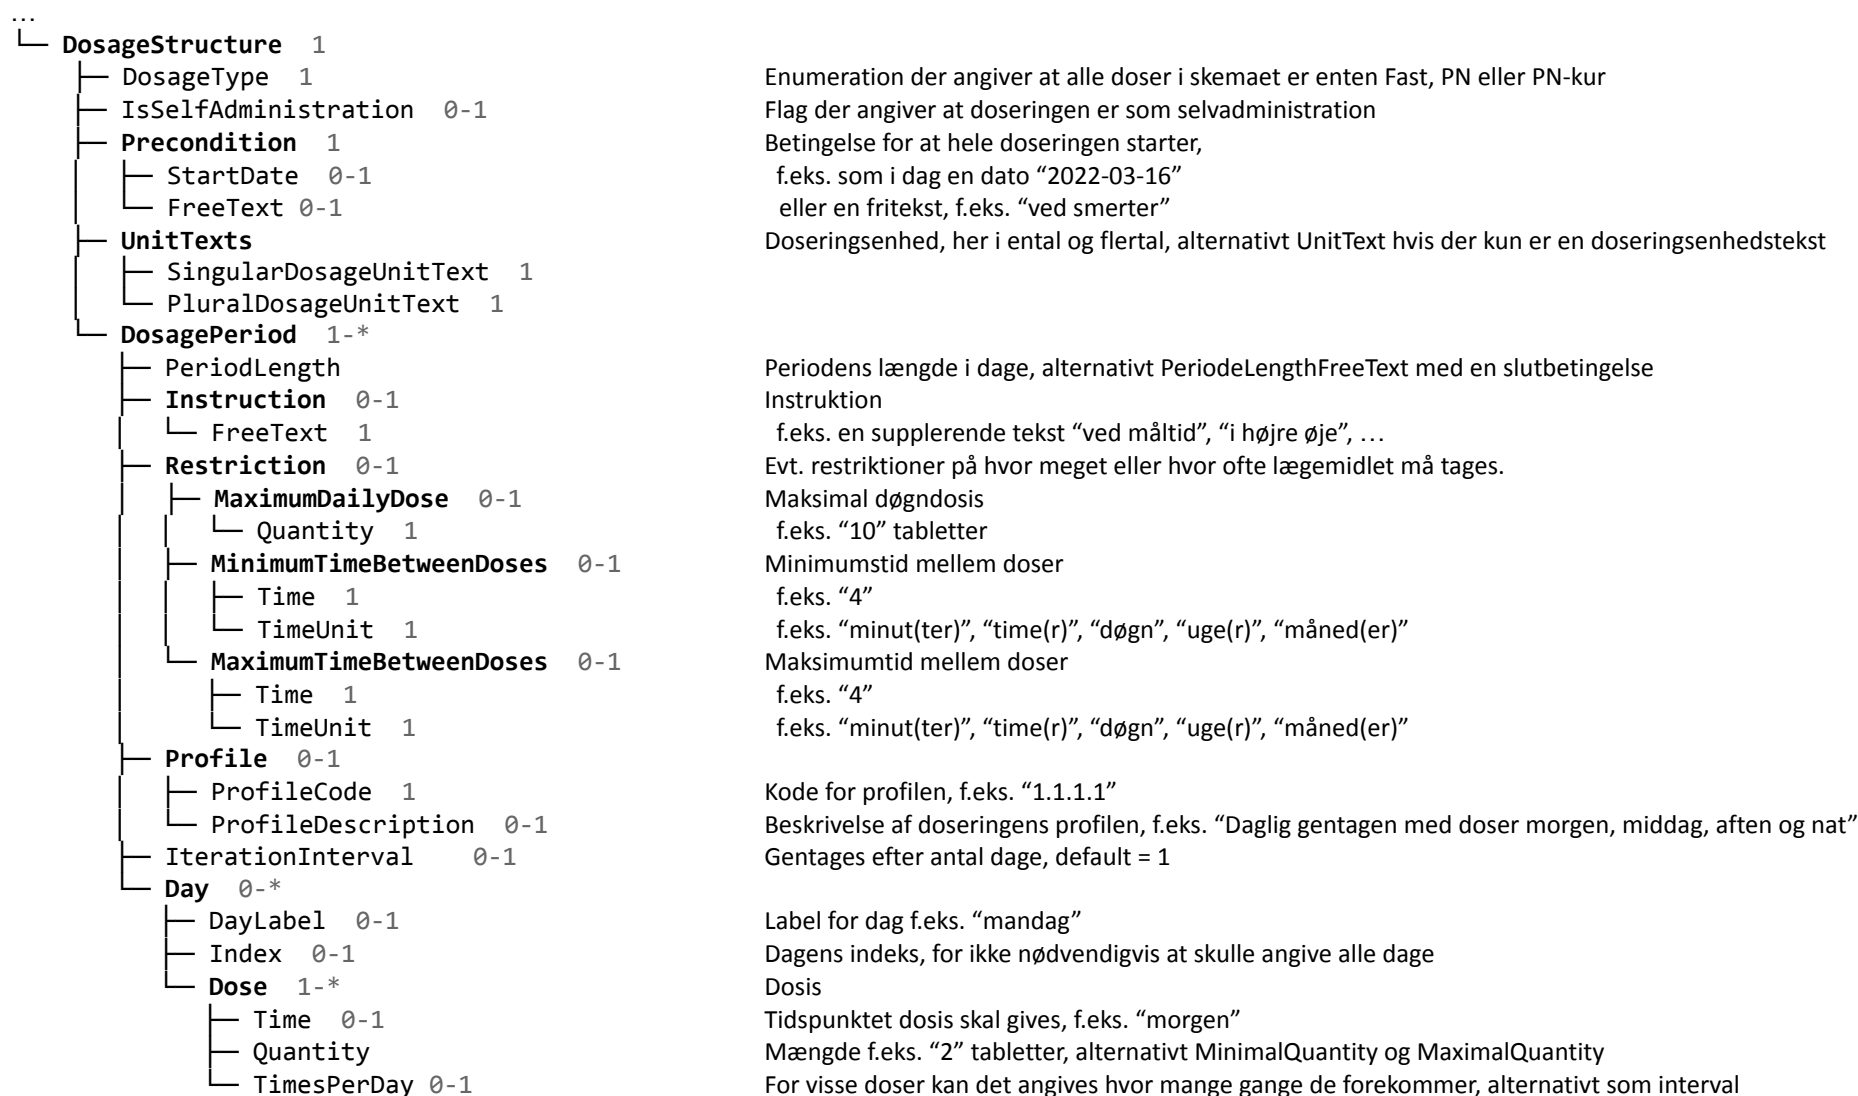 …
DosageStructure 1
DosageType 1 Enumeration der angiver at alle doser i skemaet er enten Fast, PN eller PN-kur
IsSelfAdministration 0-1 Flag der angiver at doseringen er som selvadministration
Precondition 1 Betingelse for at hele doseringen starter,
StartDate 0-1 f.eks. som i dag en dato “2022-03-16”
FreeText 0-1 eller en fritekst, f.eks. “ved smerter”
UnitTexts Doseringsenhed, her i ental og flertal, alternativt UnitText hvis der kun er en doseringsenhedstekst
SingularDosageUnitText 1
PluralDosageUnitText 1
DosagePeriod 1-*
PeriodLength Periodens længde i dage, alternativt PeriodeLengthFreeText med en slutbetingelse
Instruction 0-1 Instruktion
FreeText 1 f.eks. en supplerende tekst “ved måltid”, “i højre øje”, …
Restriction 0-1 Evt. restriktioner på hvor meget eller hvor ofte lægemidlet må tages.
MaximumDailyDose 0-1 Maksimal døgndosis
Quantity 1 f.eks. “10” tabletter
MinimumTimeBetweenDoses 0-1 Minimumstid mellem doser
Time 1 f.eks. “4”
TimeUnit 1 f.eks. “minut(ter)”, “time(r)”, “døgn”, “uge(r)”, “måned(er)”
MaximumTimeBetweenDoses 0-1 Maksimumtid mellem doser
Time 1 f.eks. “4”
TimeUnit 1 f.eks. “minut(ter)”, “time(r)”, “døgn”, “uge(r)”, “måned(er)”
Profile 0-1
ProfileCode 1 Kode for profilen, f.eks. “1.1.1.1”
ProfileDescription 0-1 Beskrivelse af doseringens profilen, f.eks. “Daglig gentagen med doser morgen, middag, aften og nat”
IterationInterval 0-1 Gentages efter antal dage, default = 1
Day 0-*
DayLabel 0-1 Label for dag f.eks. “mandag”
Index 0-1 Dagens indeks, for ikke nødvendigvis at skulle angive alle dage
Dose 1-* Dosis
Time 0-1 Tidspunktet dosis skal gives, f.eks. “morgen”
Quantity Mængde f.eks. “2” tabletter, alternativt MinimalQuantity og MaximalQuantity
TimesPerDay 0-1 For visse doser kan det angives hvor mange gange de forekommer, alternativt som interval